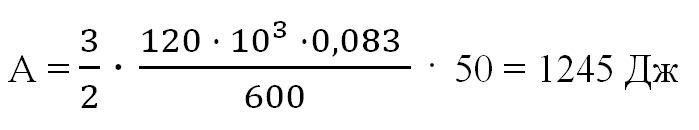 А = 3/2 · (120 · 10³ ·0,083)/600 · 50 = 1245 Дж